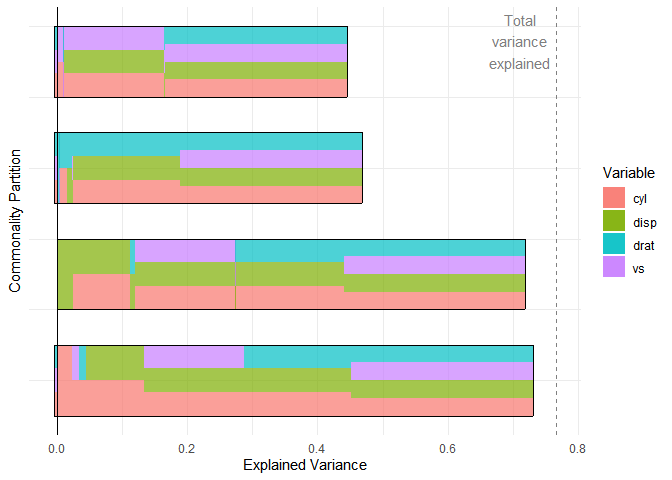 Total
variance
explained
Commonality Partition
Variable
cyl
disp
drat
vs
0.0
0.2
0.4
0.6
0.8
Explained Variance